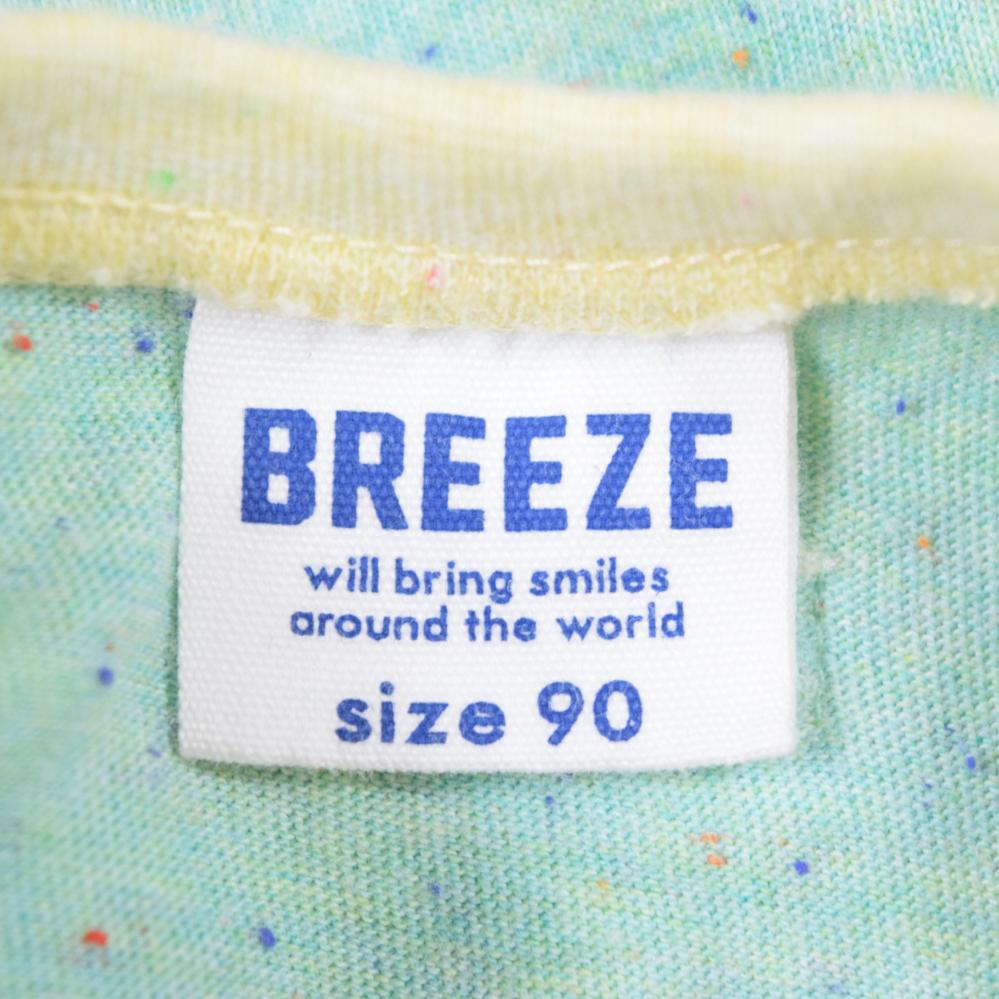 BREEZE
will bring smiles
around the world
size 90